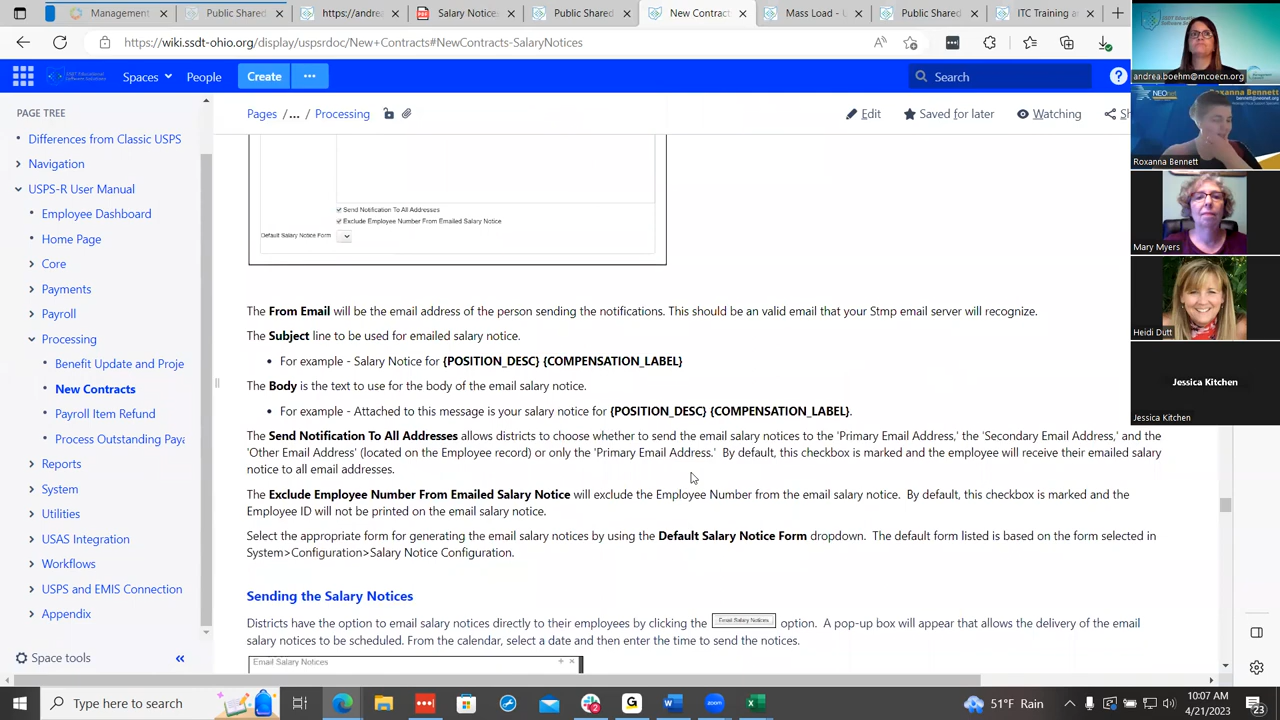 Management
https://andres
Salary Notices
Public Shared
New Contract
Mass Load - U
Public Shared
ITC Training a
https://wiki.ssdt-ohio.org/display/uspsrdoc/New+Contracts#NewContracts-SalaryNotices
Spaces People Create ... Search
PAGE TREE
Differences from Classic USPS
Navigation
USPS-R User Manual
Employee Dashboard
Home Page
Core
Payments
Payroll
Processing
Benefit Update and Proje
New Contracts
Payroll Item Refund
Process Outstanding Paya
Reports
System
Utilities
USAS Integration
Workflows
USPS and EMIS Connection
Appendix
Space tools
Pages /... / Processing
Edit Saved for later Watching Sh
Send Notification To All Addresses
Exclude Employee Number From Emailed Salary Notice
Default Salary Notice Form
The From Email will be the email address of the person sending the notifications. This should be an valid email that your Stmp email server will recognize.
The Subject line to be used for emailed salary notice.
• For example - Salary Notice for {POSITION_DESC} {COMPENSATION_LABEL}
The Body is the text to use for the body of the email salary notice.
• For example - Attached to this message is your salary notice for {POSITION_DESC} {COMPENSATION_LABEL}.
The Send Notification To All Addresses allows districts to choose whether to send the email salary notices to the 'Primary Email Address,' the 'Secondary Email Address,' and the
'Other Email Address' (located on the Employee record) or only the 'Primary Email Address.' By default, this checkbox is marked and the employee will receive their emailed salary
notice to all email addresses.
The Exclude Employee Number From Emailed Salary Notice will exclude the Employee Number from the email salary notice. By default, this checkbox is marked and the
Employee ID will not be printed on the email salary notice.
Select the appropriate form for generating the email salary notices by using the Default Salary Notice Form dropdown. The default form listed is based on the form selected in
System>Configuration>Salary Notice Configuration.
Sending the Salary Notices
Districts have the option to email salary notices directly to their employees by clicking the Email Salary Notices option. A pop-up box will appear that allows the delivery of the email
salary notices to be scheduled. From the calendar, select a date and then enter the time to send the notices.
Email Salary Notices
andrea.boehm@mcoecn.org
NEOnet
Roxanna Bennett
bennett@neonet.org
Roxanna Bennett
Mary Myers
Heidi Dutt
Jessica Kitchen
Jessica Kitchen
Type here to search
51°F Rain
10:07 AM
4/21/2023
23